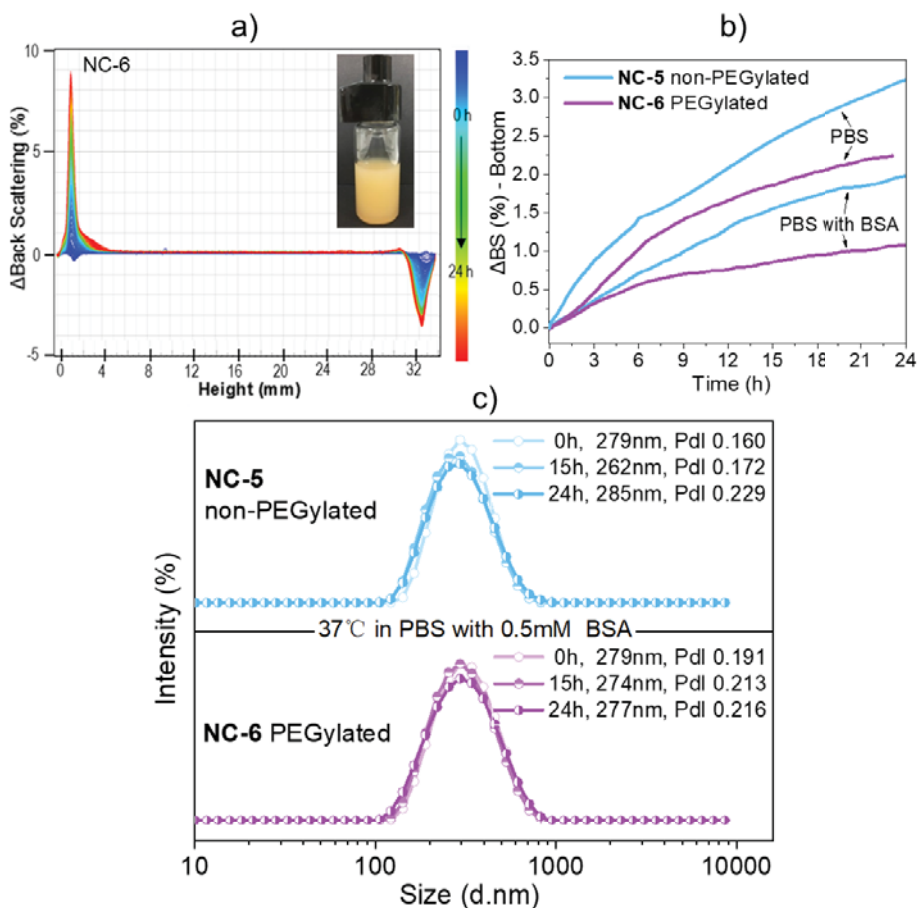 a)
NC-6
ΔBack Scattering (%)
10
5
0
-5
0 4 8 12 16 20 24 28 32
Height (mm)
0 h
24h
b)
NC-5 non-PEGylated
NC-6 PEGylated
PBS
PBS with BSA
ΔBS (%) - Bottom
3.5
3.0
2.5
2.0
1.5
1.0
0.5
0.0
0 3 6 9 12 15 18 21 24
Time (h)
c)
NC-5
non-PEGylated
0h, 279nm, PdI 0.160
15h, 262nm, PdI 0.172
24h, 285nm, PdI 0.229
37℃ in PBS with 0.5mM BSA
NC-6 PEGylated
0h, 279nm, PdI 0.191
15h, 274nm, PdI 0.213
24h, 277nm, PdI 0.216
Intensity (%)
10 100 1000 10000
Size (d.nm)